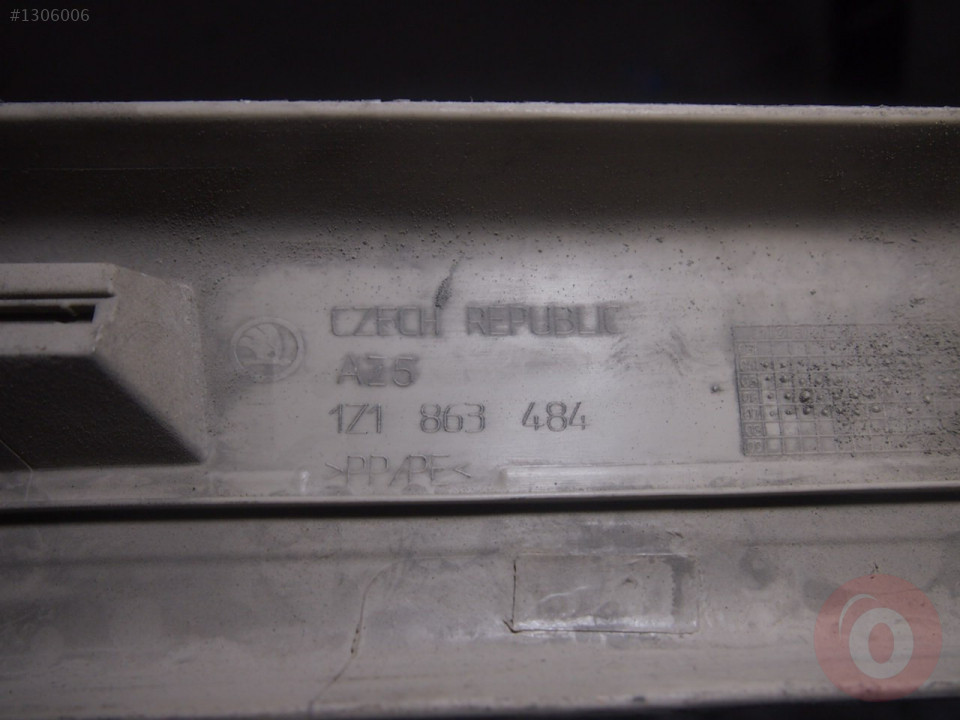 #1306006
CZECH REPUBLIC
A25
1Z1 863 484
>PP/PE<